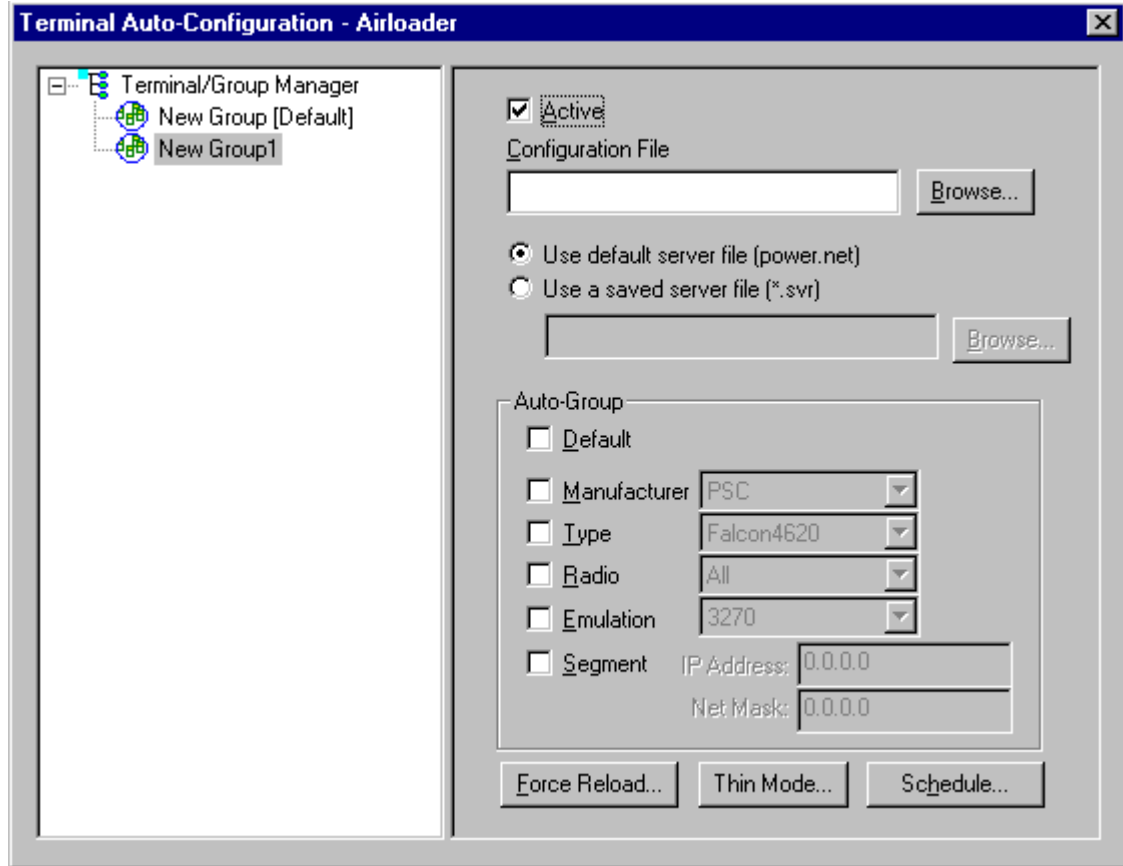 Terminal Auto-Configuration - Airloader
Terminal/Group Manager
New Group [Default]
New Group1
Active
Configuration File
Browse...
Use default server file (power.net)
Use a saved server file (*.svr)
Browse...
Auto-Group
Default
Manufacturer PSC
Type Falcon4620
Radio All
Emulation 3270
Segment IP Address: 0.0.0.0
Net Mask: 0.0.0.0
Force Reload... Thin Mode... Schedule...